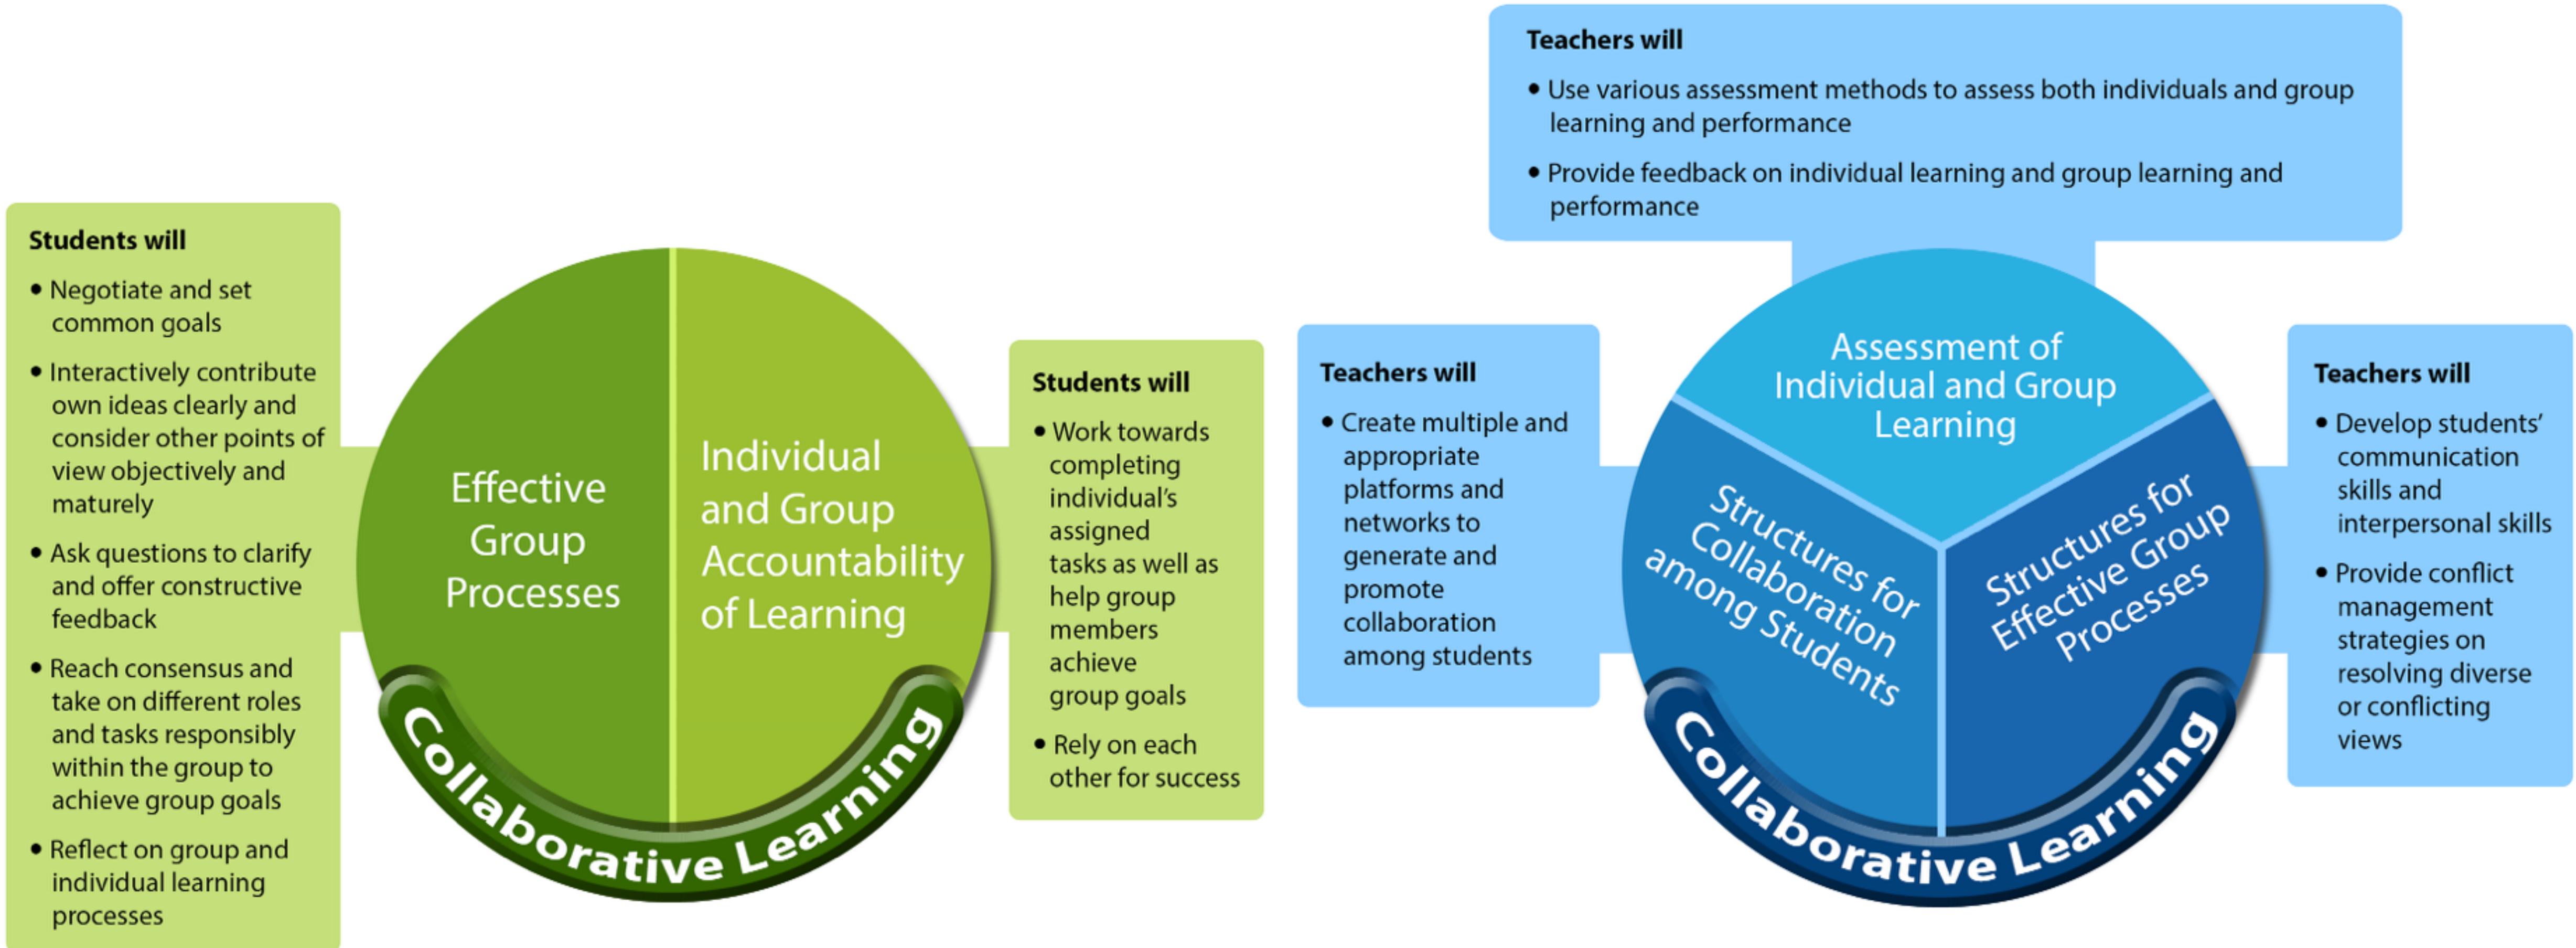 Students will
• Negotiate and set
common goals
• Interactively contribute
own ideas clearly and
consider other points of
view objectively and
maturely
• Ask questions to clarify
and offer constructive
feedback
• Reach consensus and
take on different roles
and tasks responsibly
within the group to
achieve group goals
• Reflect on group and
individual learning
processes
Effective
Group
Processes
Individual
and Group
Accountability
of Learning
Collaborative Learning
Students will
• Work towards
completing
individual’s
assigned
tasks as well as
help group
members
achieve
group goals
• Rely on each
other for success
Teachers will
• Use various assessment methods to assess both individuals and group
learning and performance
• Provide feedback on individual learning and group learning and
performance
Teachers will
• Create multiple and
appropriate
platforms and
networks to
generate and
promote
collaboration
among students
Assessment of
Individual and Group
Learning
Structures for
Collaboration
among Students
Structures for
Effective Group
Processes
Collaborative Learning
Teachers will
• Develop students’
communication
skills and
interpersonal skills
• Provide conflict
management
strategies on
resolving diverse
or conflicting
views